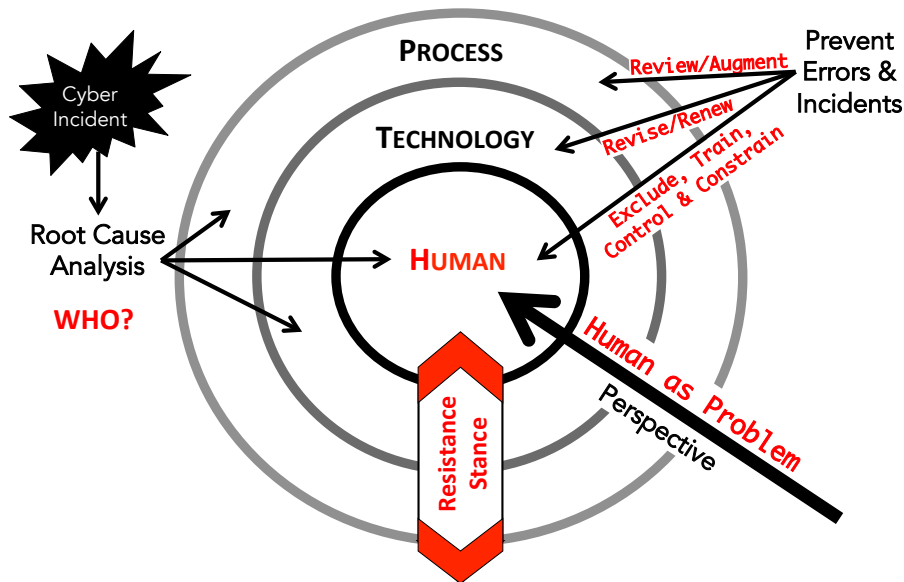 Cyber
Incident
Root Cause
Analysis
WHO?
PROCESS
TECHNOLOGY
HUMAN
Prevent
Errors &
Incidents
Review/Augment
Revise/Renew
Exclude, Train,
Control & Constrain
Human as Problem
Perspective
Resistance
Stance